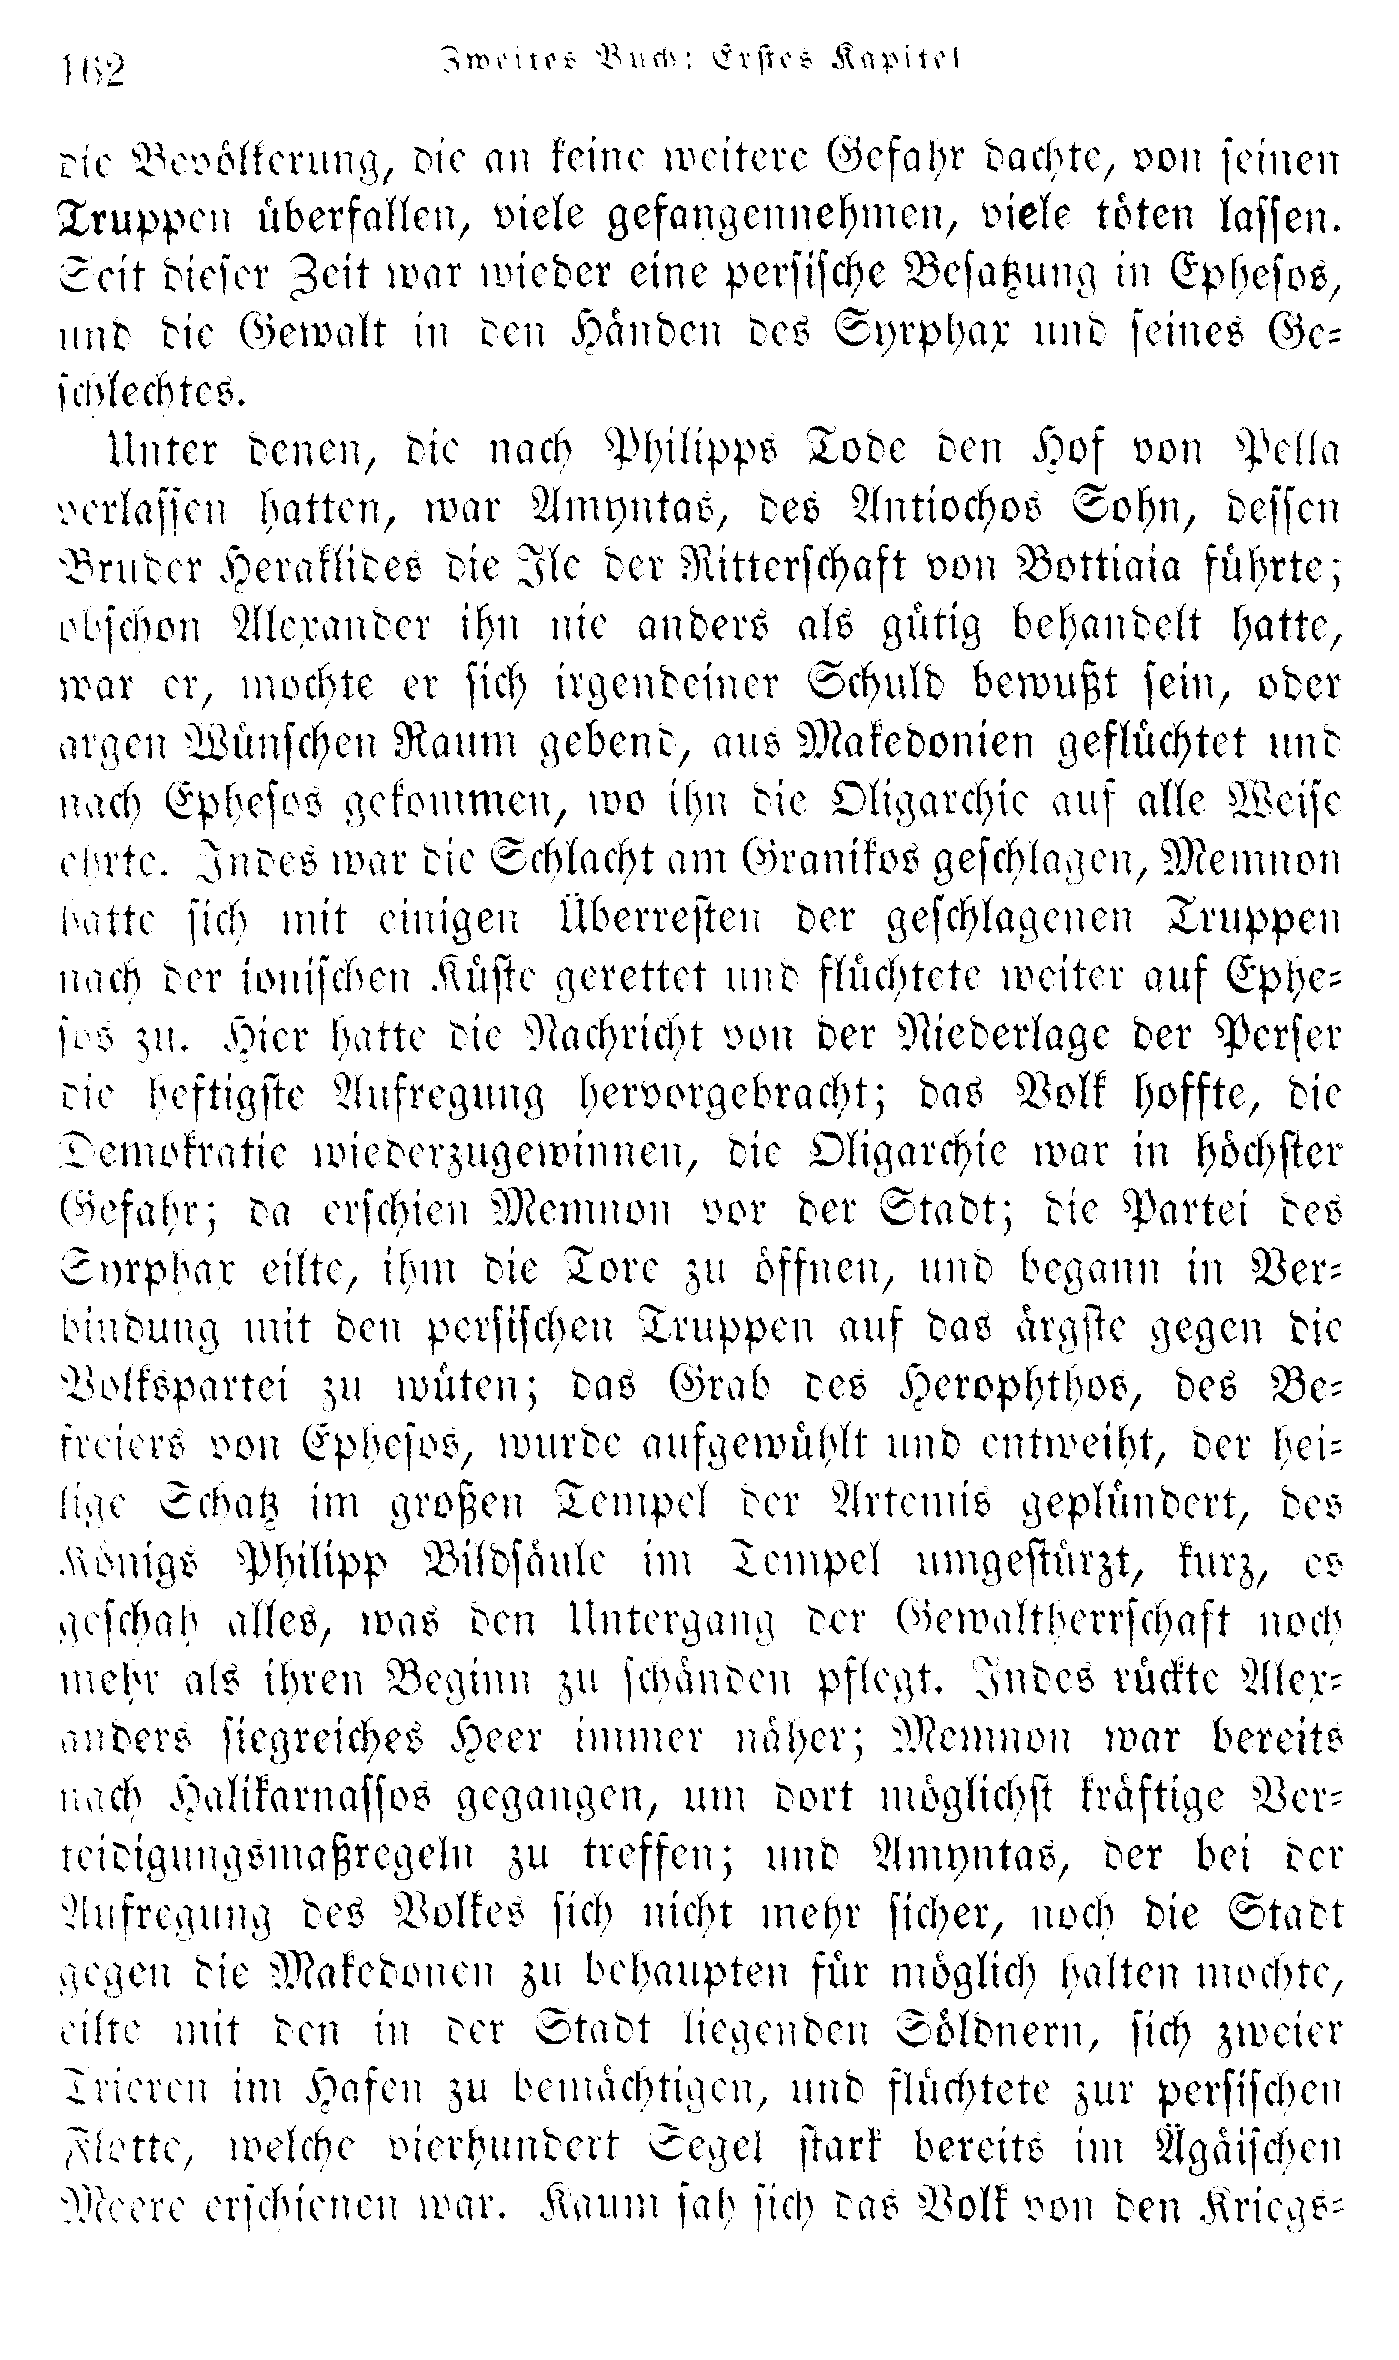 162 Zweites Buch: Erstes Kapitel
die Bevölkerung, die an keine weitere Gefahr dachte, von seinen
Truppen überfallen, viele gefangennehmen, viele töten lassen.
Seit dieser Zeit war wieder eine persische Besatzung in Ephesos,
und die Gewalt in den Händen des Syrphax und seines Ge-
schlechtes.
Unter denen, die nach Philipps Tode den Hof von Pella
verlassen hatten, war Amyntas, des Antiochos Sohn, dessen
Bruder Heraklides die Ile der Ritterschaft von Bottiaia führte;
obschon Alexander ihn nie anders als gütig behandelt hatte,
war er, mochte er sich irgendeiner Schuld bewußt sein, oder
argen Wünschen Raum gebend, aus Makedonien geflüchtet und
nach Ephesos gekommen, wo ihn die Oligarchie auf alle Weise
ehrte. Indes war die Schlacht am Granikos geschlagen, Memnon
hatte sich mit einigen Überresten der geschlagenen Truppen
nach der ionischen Küste gerettet und flüchtete weiter auf Ephe-
sos zu. Hier hatte die Nachricht von der Niederlage der Perser
die heftigste Aufregung hervorgebracht; das Volk hoffte, die
Demokratie wiederzugewinnen, die Oligarchie war in höchster
Gefahr; da erschien Memnon vor der Stadt; die Partei des
Syrphax eilte, ihm die Tore zu öffnen, und begann in Ver-
bindung mit den persischen Truppen auf das ärgste gegen die
Volkspartei zu wüten; das Grab des Herophthos, des Be-
freiers von Ephesos, wurde aufgewühlt und entweiht, der hei-
lige Schatz im großen Tempel der Artemis geplündert, des
Königs Philipp Bildsäule im Tempel umgestürzt, kurz, es
geschah alles, was den Untergang der Gewaltherrschaft noch
mehr als ihren Beginn zu schänden pflegt. Indes rückte Alex-
anders siegreiches Heer immer näher; Memnon war bereits
nach Halikarnassos gegangen, um dort möglichst kräftige Ver-
teidigungsmaßregeln zu treffen; und Amyntas, der bei der
Aufregung des Volkes sich nicht mehr sicher, noch die Stadt
gegen die Makedonen zu behaupten für möglich halten mochte,
eilte mit den in der Stadt liegenden Söldnern, sich zweier
Trieren im Hafen zu bemächtigen, und flüchtete zur persischen
Flotte, welche vierhundert Segel stark bereits im Ägäischen
Meere erschienen war. Kaum sah sich das Volk von den Kriegs-